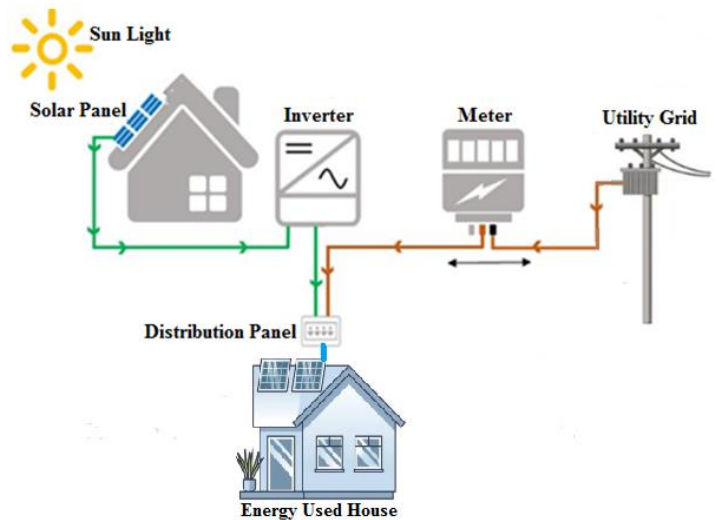 Sun Light
Solar Panel
Inverter
Meter
Utility Grid
Distribution Panel
Energy Used House